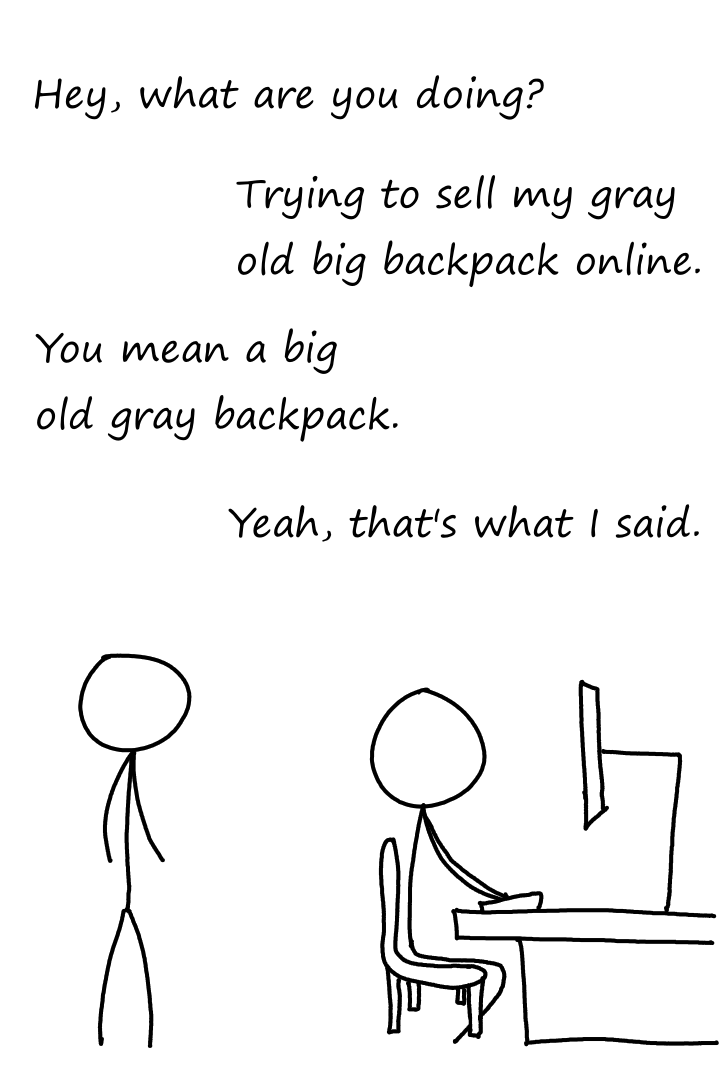 Hey, what are you doing?
Trying to sell my gray
old big backpack online.
You mean a big
old gray backpack.
Yeah, that's what I said.